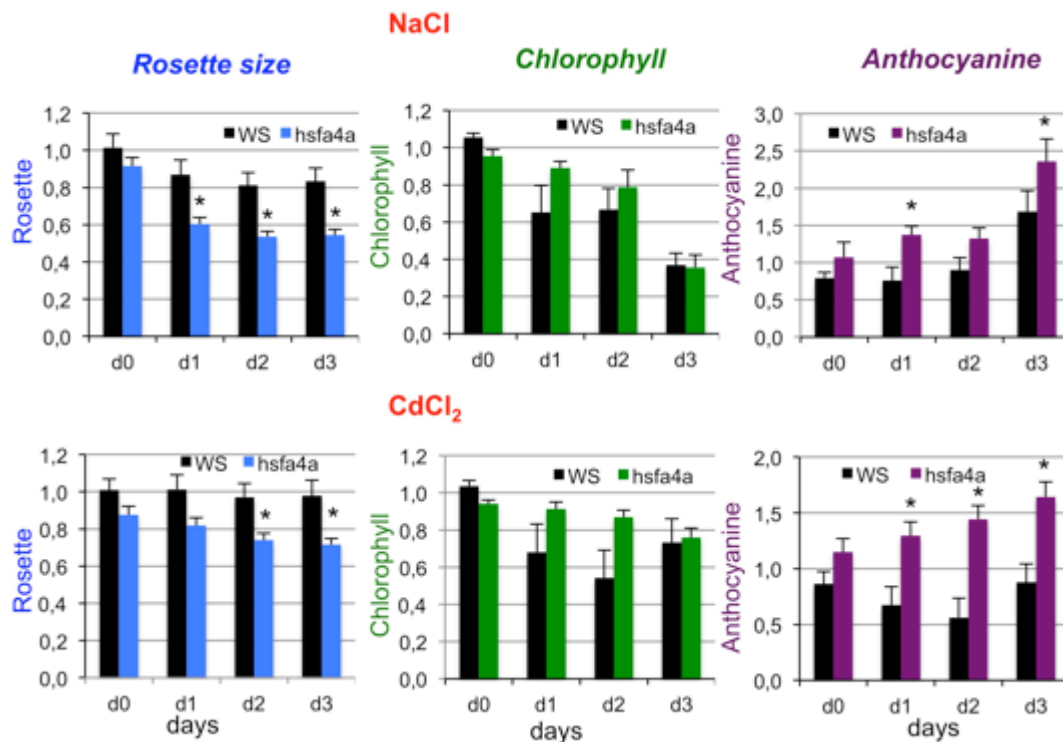 NaCl
Rosette size
Chlorophyll
Anthocyanine
Rosette
1,2
1,0
0,8
0,6
0,4
0,2
0,0
WS hsfa4a
* * *
d0 d1 d2 d3
Chlorophyll
1,2
1,0
0,8
0,6
0,4
0,2
0,0
WS hsfa4a
d0 d1 d2 d3
Anthocyanine
3,0
2,5
2,0
1,5
1,0
0,5
0,0
WS hsfa4a
* *
d0 d1 d2 d3
CdCl₂
Rosette
1,2
1,0
0,8
0,6
0,4
0,2
0,0
WS hsfa4a
* *
d0 d1 d2 d3
days
Chlorophyll
1,2
1,0
0,8
0,6
0,4
0,2
0,0
WS hsfa4a
d0 d1 d2 d3
days
Anthocyanine
2,0
1,5
1,0
0,5
0,0
WS hsfa4a
* * *
d0 d1 d2 d3
days